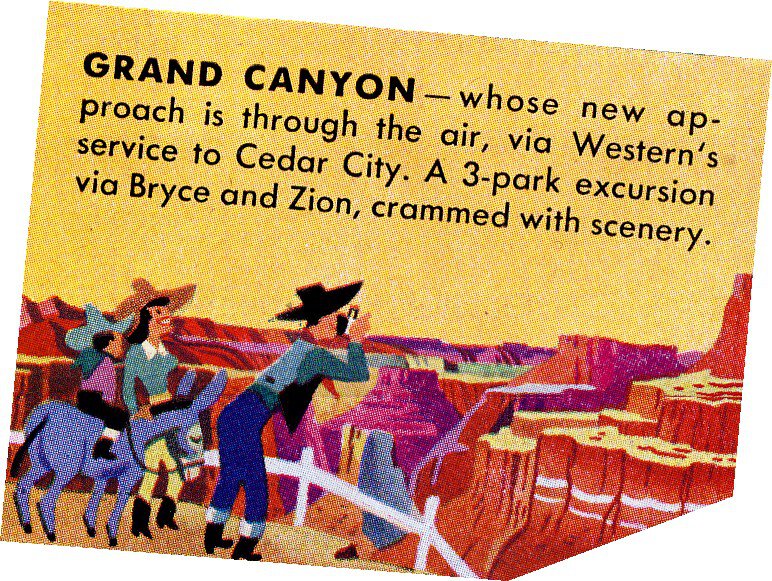 GRAND CANYON—whose new ap-
proach is through the air, via Western's
service to Cedar City. A 3-park excursion
via Bryce and Zion, crammed with scenery.